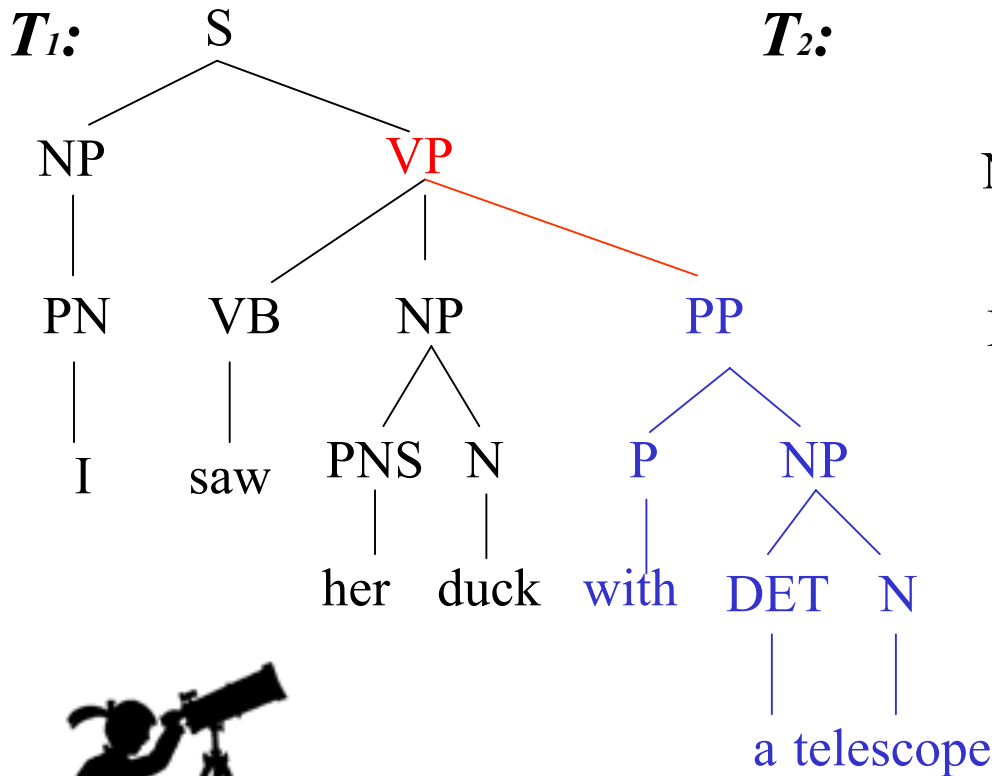 T1: S T2:
NP VP
PN VB NP PP
I saw PNS N P NP
her duck with DET N
a telescope